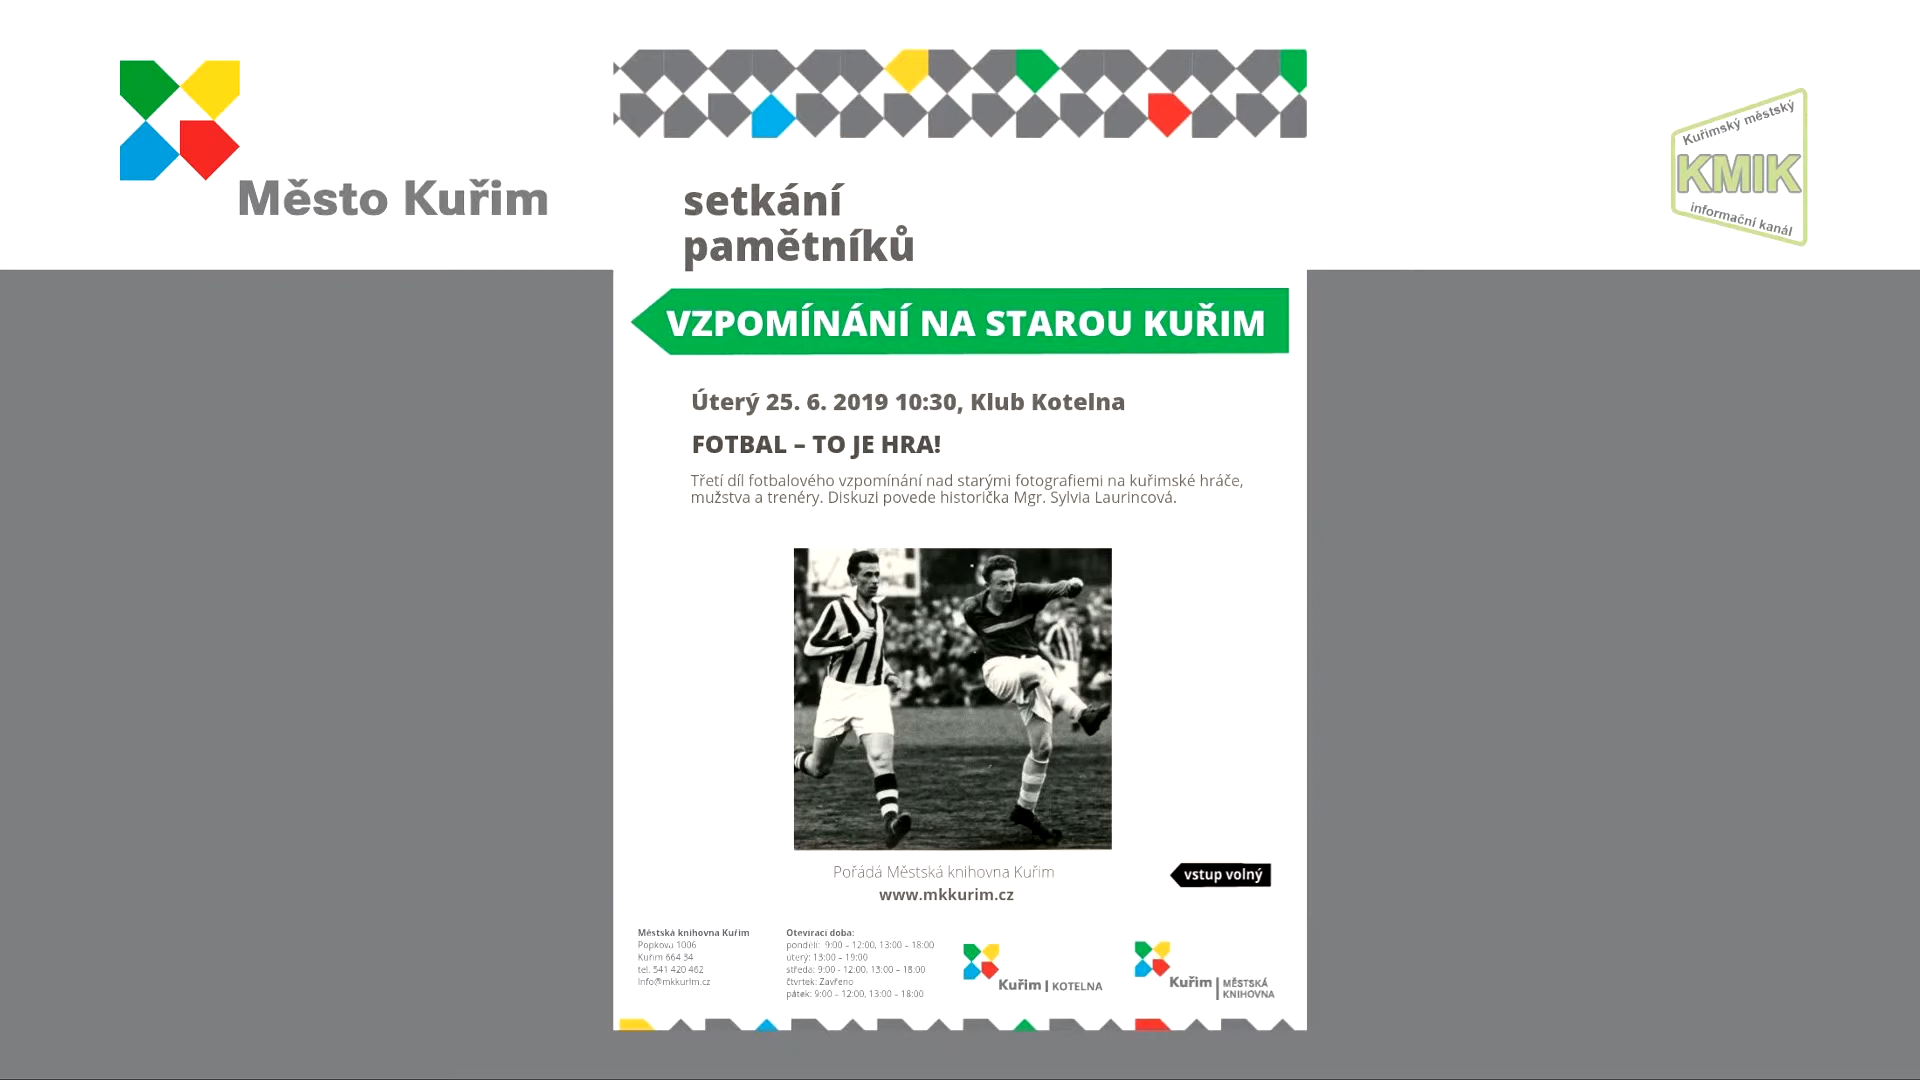 Město Kuřim
Kuřimský městský
KMIK
informační kanál
setkání
pamětníků
VZPOMÍNÁNÍ NA STAROU KUŘIM
Úterý 25. 6. 2019 10:30, Klub Kotelna
FOTBAL – TO JE HRA!
Třetí díl fotbalového vzpomínání nad starými fotografiemi na kuřimské hráče,
mužstva a trenéry. Diskuzi povede historička Mgr. Sylvia Laurincová.
Pořádá Městská knihovna Kuřim
www.mkkurim.cz
vstup volný
Městská knihovna Kuřim
Popkova 1006
Kuřim 664 34
tel. 541 420 462
info@mkkurim.cz
Otevírací doba:
pondělí: 9:00 – 12:00, 13:00 – 18:00
úterý: 13:00 – 19:00
středa: 9:00 - 12:00, 13:00 – 18:00
čtvrtek: Zavřeno
pátek: 9:00 – 12:00, 13:00 – 18:00
Kuřim | KOTELNA
Kuřim | MĚSTSKÁ
KNIHOVNA